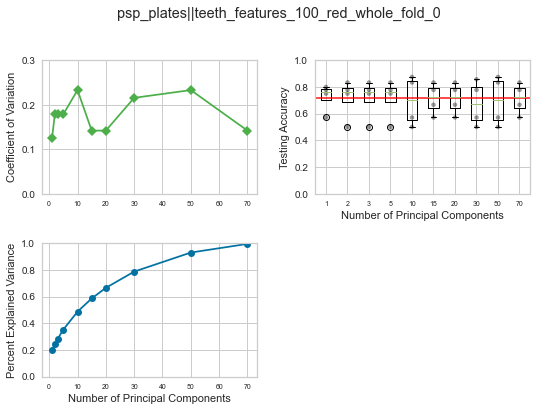 psp_plates||teeth_features_100_red_whole_fold_0
Coefficient of Variation
0.3
0.2
0.1
0.0
0 10 20 30 40 50 60 70
Testing Accuracy
1.0
0.8
0.6
0.4
0.2
0.0
1 2 3 5 10 15 20 30 50 70
Number of Principal Components
Percent Explained Variance
1.0
0.8
0.6
0.4
0.2
0.0
0 10 20 30 40 50 60 70
Number of Principal Components